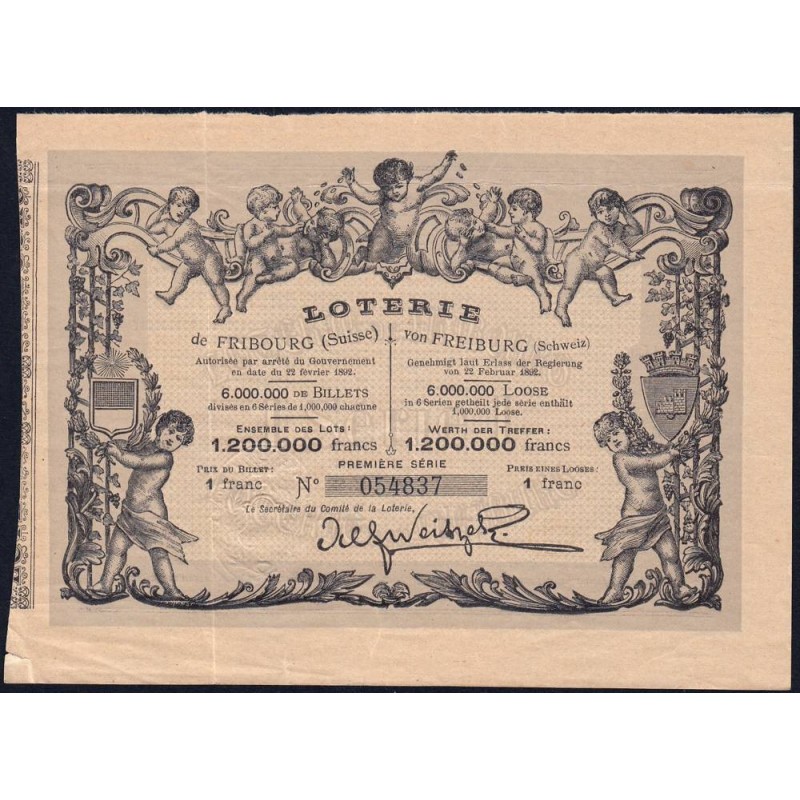 LOTERIE
de FRIBOURG (Suisse)
Autorisée par arrêté du Gouvernement
en date du 22 février 1892.
6.000.000 DE BILLETS
divisés en 6 Séries de 1,000,000 chacune
ENSEMBLE DES LOTS:
1.200.000 francs
von FREIBURG (Schweiz)
Genehmigt laut Erlass der Regierung
von 22 Februar 1892.
6.000.000 LOOSE
in 6 Serien getheilt jede série enthält
1,000,000 Loose.
WERTH DER TREFFER:
1.200.000 francs
PREMIÈRE SÉRIE
PRIX DU BILLET:
1 franc
No 054837
PREIS EINES LOOSES:
1 franc
Le Secrétaire du Comité de la Loterie,